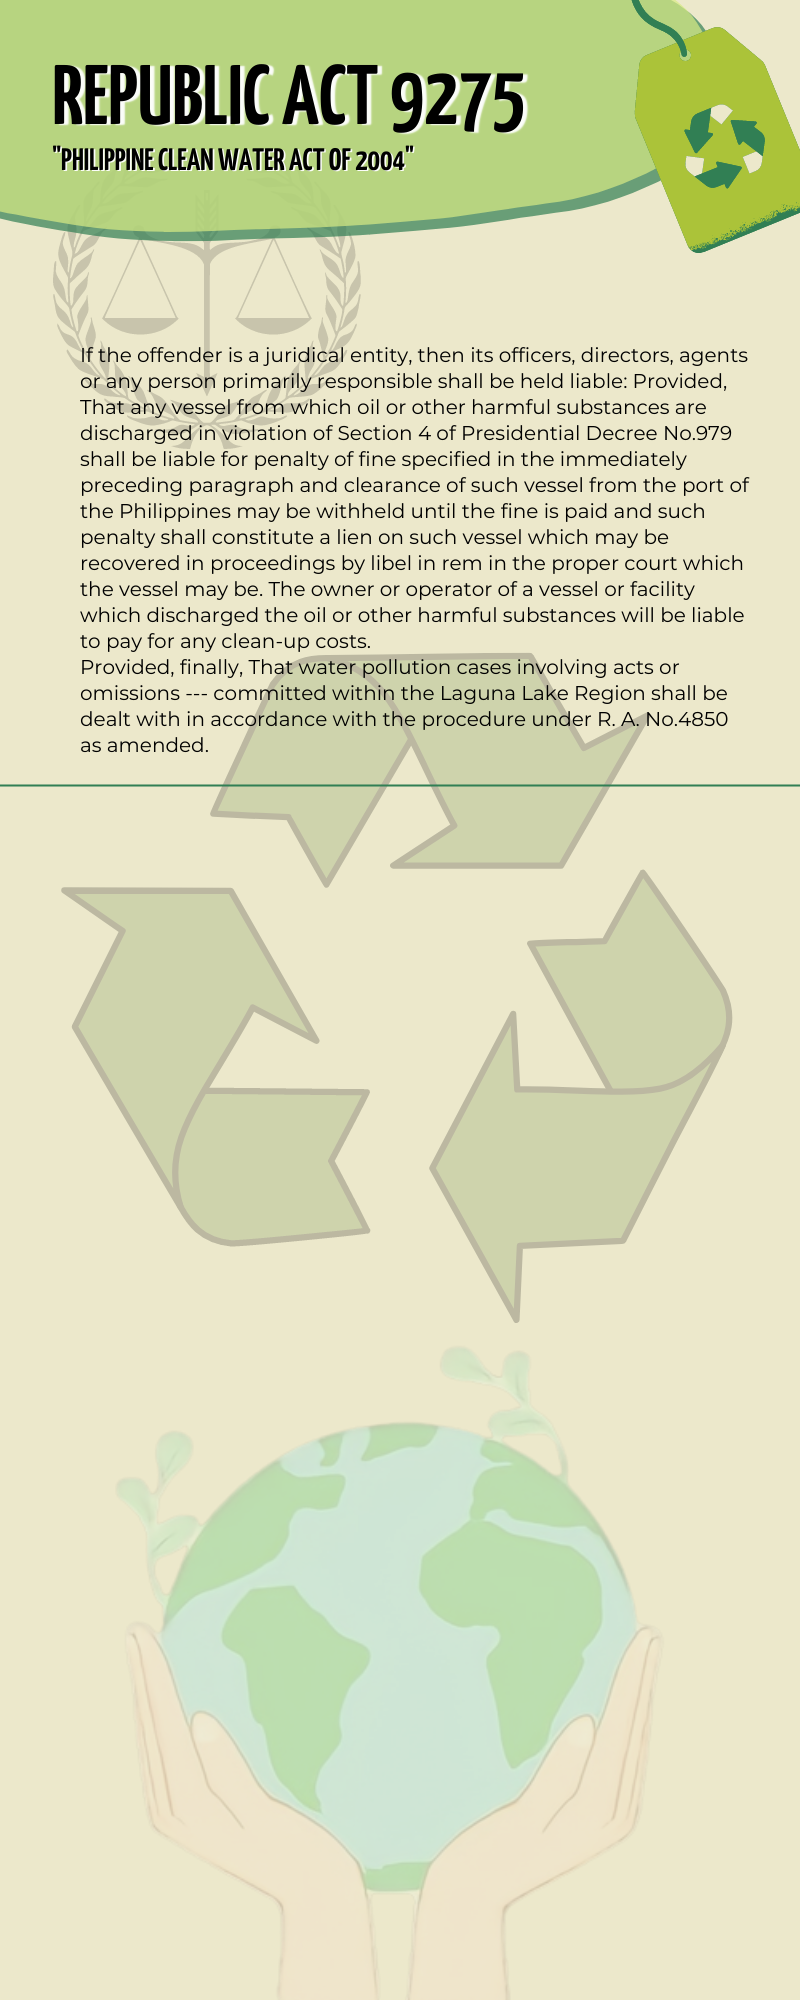 REPUBLIC ACT 9275
"PHILIPPINE CLEAN WATER ACT OF 2004"
If the offender is a juridical entity, then its officers, directors, agents
or any person primarily responsible shall be held liable: Provided,
That any vessel from which oil or other harmful substances are
discharged in violation of Section 4 of Presidential Decree No.979
shall be liable for penalty of fine specified in the immediately
preceding paragraph and clearance of such vessel from the port of
the Philippines may be withheld until the fine is paid and such
penalty shall constitute a lien on such vessel which may be
recovered in proceedings by libel in rem in the proper court which
the vessel may be. The owner or operator of a vessel or facility
which discharged the oil or other harmful substances will be liable
to pay for any clean-up costs.
Provided, finally, That water pollution cases involving acts or
omissions --- committed within the Laguna Lake Region shall be
dealt with in accordance with the procedure under R. A. No.4850
as amended.